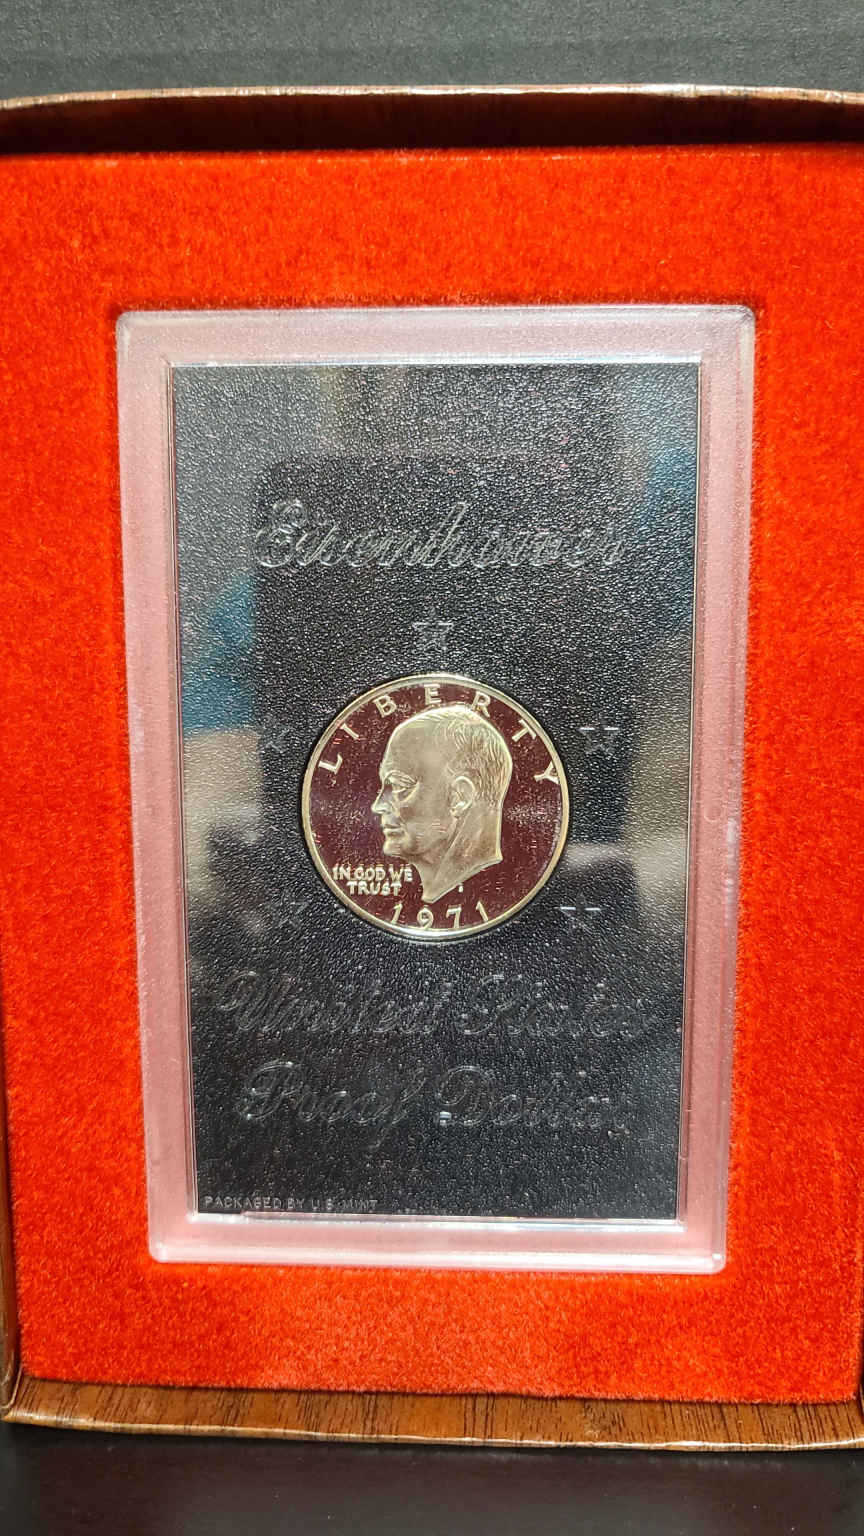 Eisenhower
LIBERTY
IN GOD WE
TRUST
1971
United States
Proof Dollar
PACKAGED BY U.S. MINT